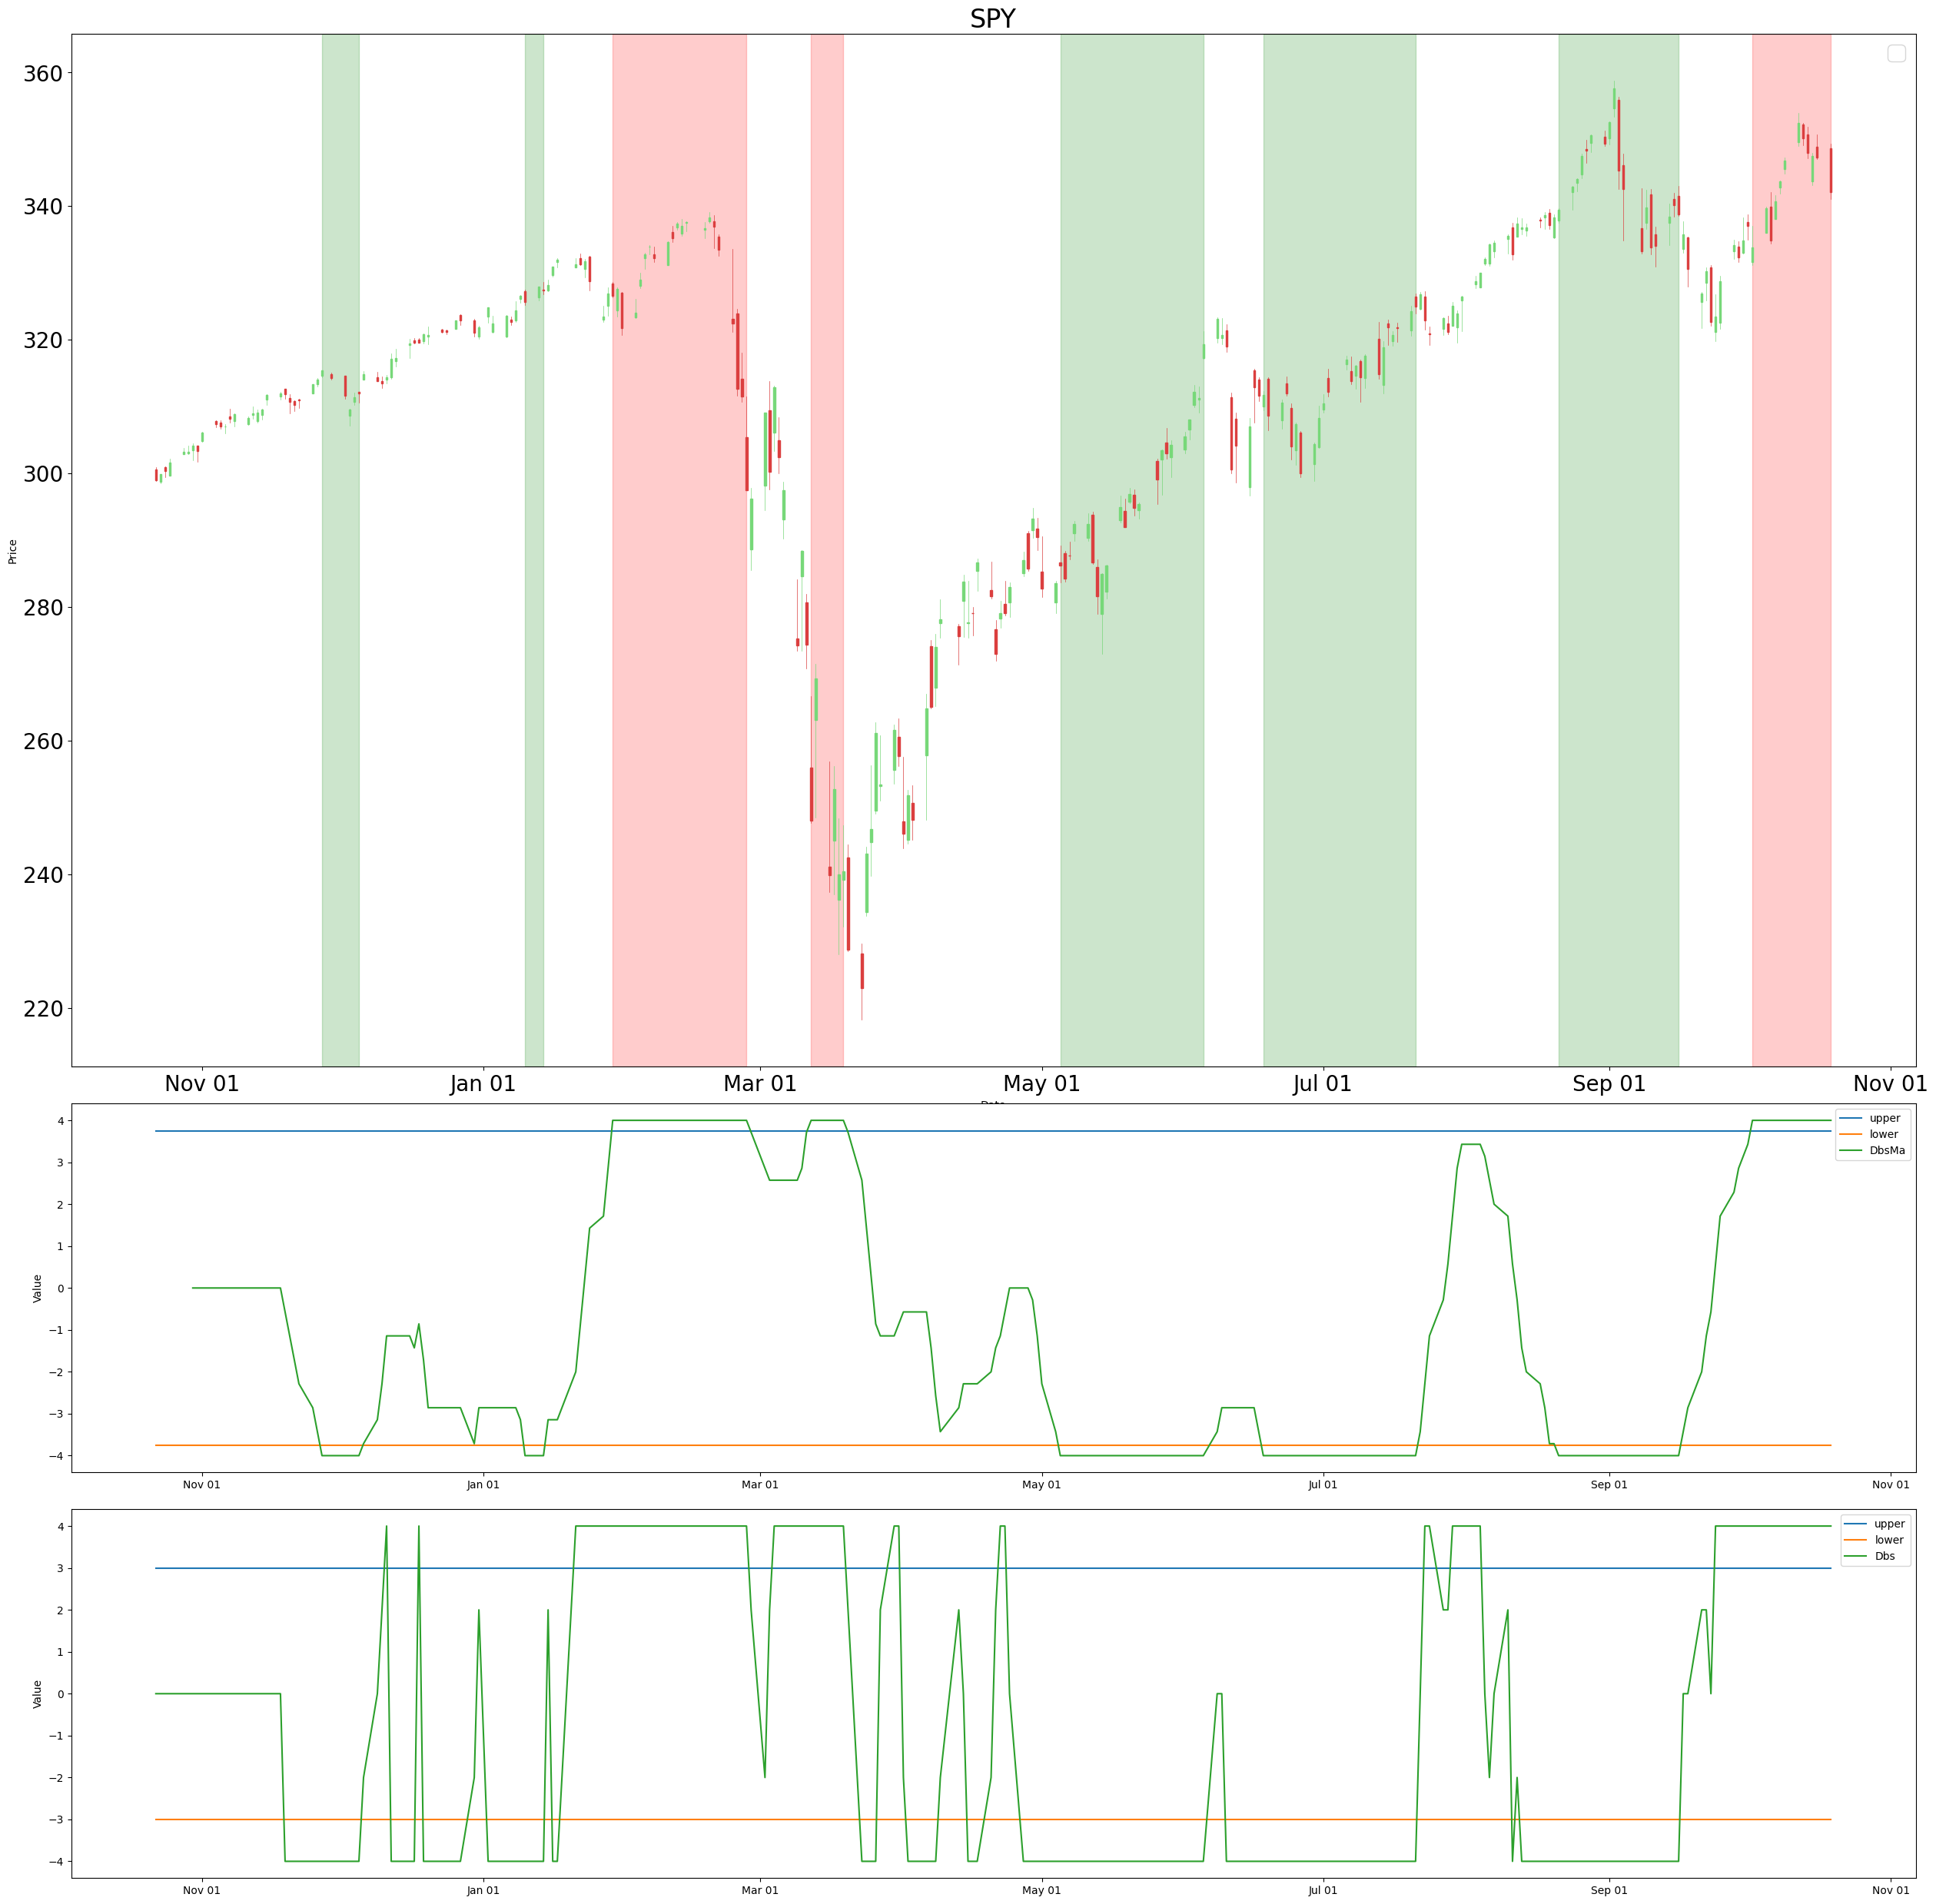 SPY
360
340
320
300
280
260
240
220
Price
Nov 01 Jan 01 Mar 01 May 01 Jul 01 Sep 01 Nov 01
Date
4
3
2
1
0
−1
−2
−3
−4
Value
upper
lower
DbsMa
Nov 01 Jan 01 Mar 01 May 01 Jul 01 Sep 01 Nov 01
4
3
2
1
0
−1
−2
−3
−4
Value
upper
lower
Dbs
Nov 01 Jan 01 Mar 01 May 01 Jul 01 Sep 01 Nov 01